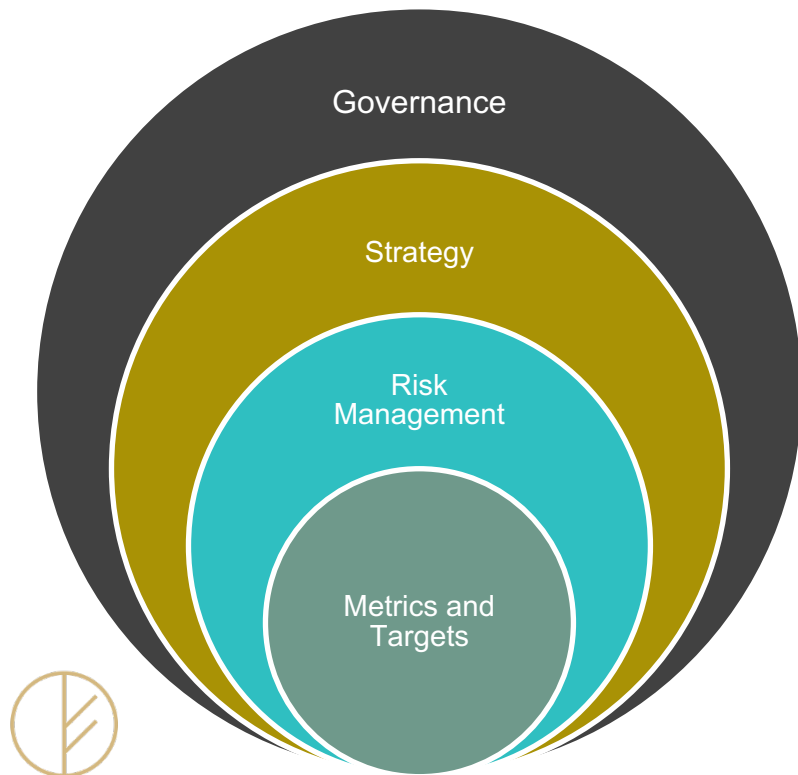 Governance
Strategy
Risk
Management
Metrics and
Targets